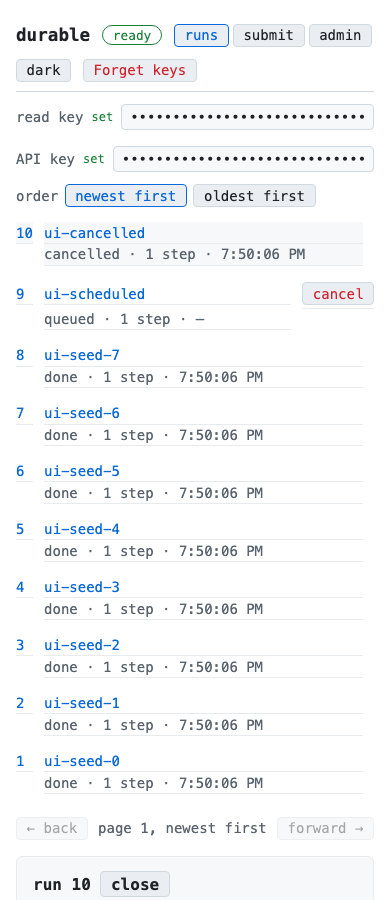 durable ready runs submit admin
dark Forget keys
read key set ••••••••••••••••••••••••••••
API key set •••••••••••••••••••••••••••••
order newest first oldest first
10 ui-cancelled
cancelled · 1 step · 7:50:06 PM
9 ui-scheduled cancel
queued · 1 step · —
8 ui-seed-7
done · 1 step · 7:50:06 PM
7 ui-seed-6
done · 1 step · 7:50:06 PM
6 ui-seed-5
done · 1 step · 7:50:06 PM
5 ui-seed-4
done · 1 step · 7:50:06 PM
4 ui-seed-3
done · 1 step · 7:50:06 PM
3 ui-seed-2
done · 1 step · 7:50:06 PM
2 ui-seed-1
done · 1 step · 7:50:06 PM
1 ui-seed-0
done · 1 step · 7:50:06 PM
← back page 1, newest first forward →
run 10 close